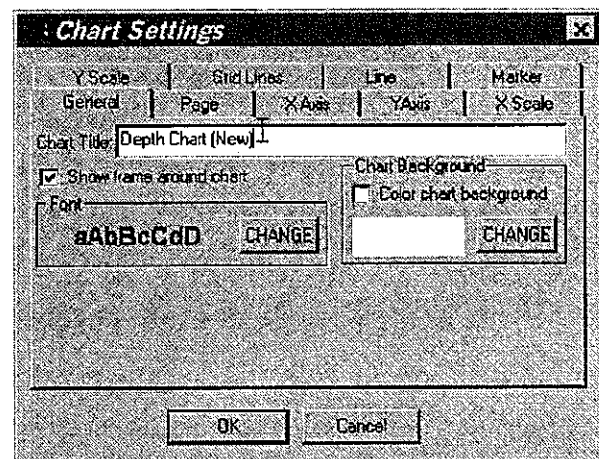 Chart Settings
Y Scale Grid Lines Line Marker
General Page X Axis YAxis X Scale
Chart Title: Depth Chart (New)
Show frame around chart
Chart Background
Color chart background
Font
aAbBcCdD CHANGE
CHANGE
OK Cancel